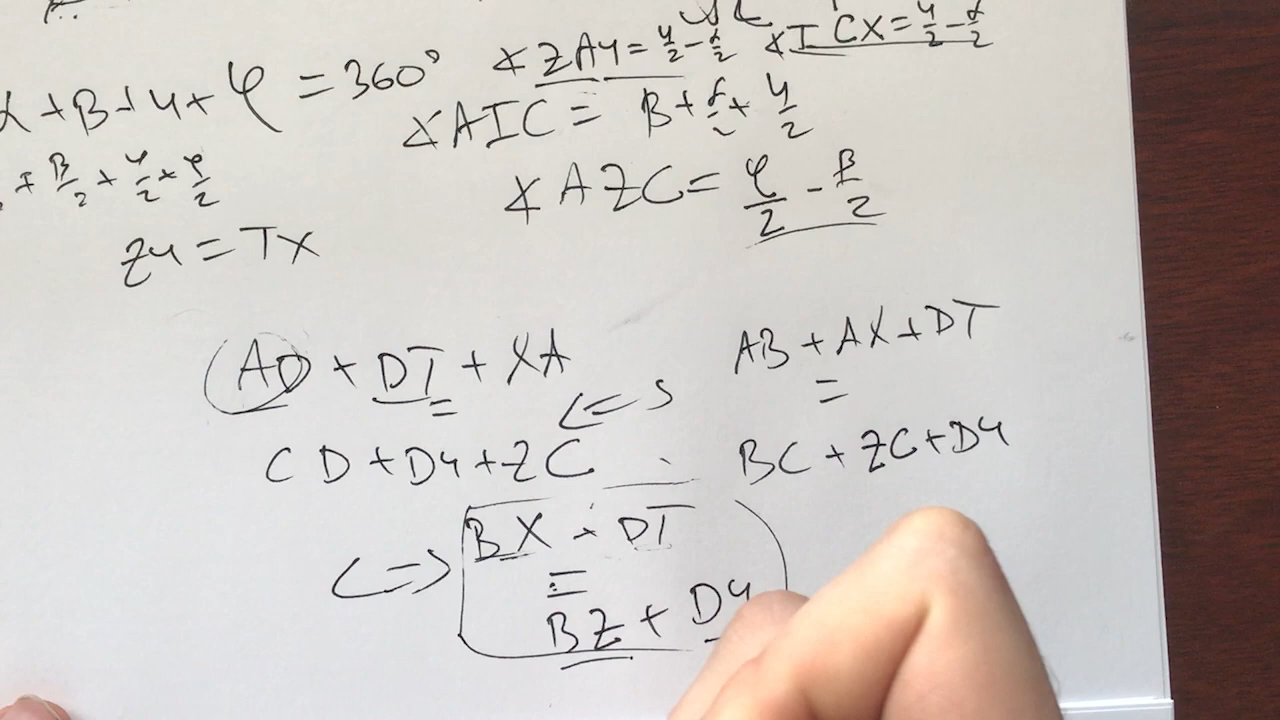 ∠ZAY = γ/2 - α/2 ∠ICX = γ/2 - α/2
α + β + γ + φ = 360°
∠AIC = β + α/2 + γ/2
+ β/2 + γ/2 + φ/2
∠AZC = φ/2 - β/2
ZY = TX
AD + DT + XA
=
CD + DY + ZC
AB + AX + DT
=
BC + ZC + DY
<=>
BX + DT
=
BZ + DY